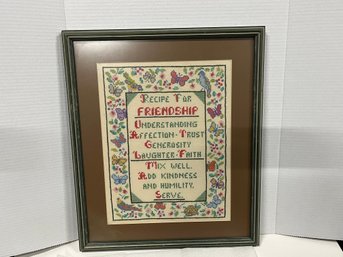 RECIPE FOR
FRIENDSHIP
UNDERSTANDING
AFFECTION - TRUST
GENEROSITY
LAUGHTER - FAITH
MIX WELL.
ADD KINDNESS
AND HUMILITY.
SERVE.